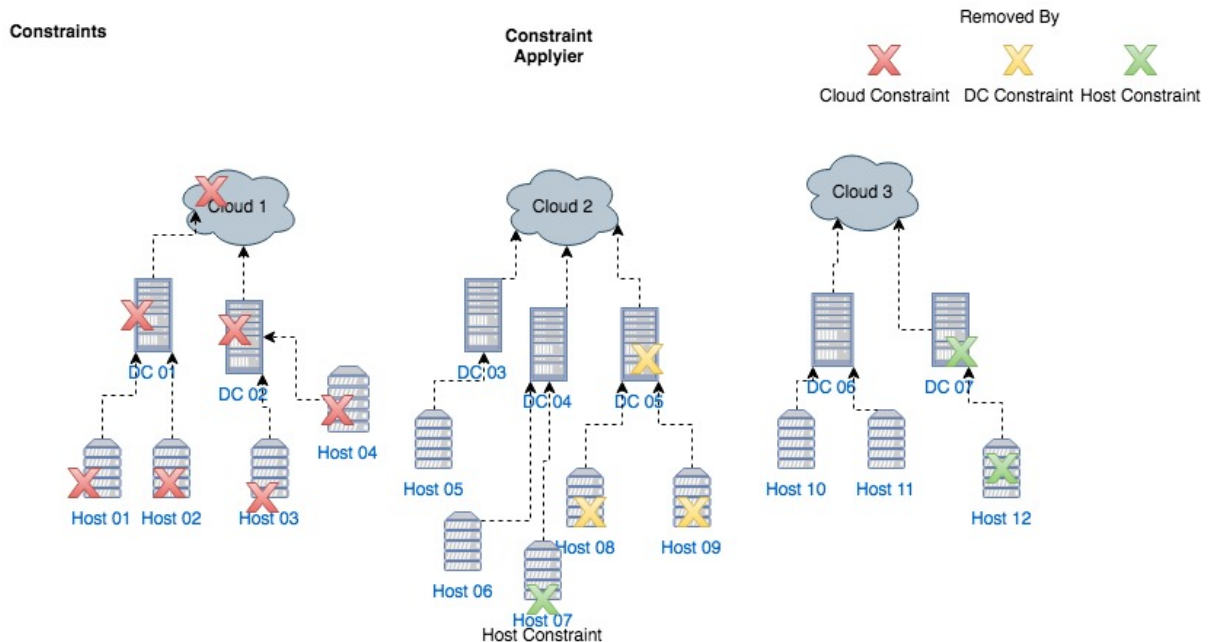 Removed By
Constraints
Constraint
Applyier
Cloud Constraint
DC Constraint
Host Constraint
Cloud 1
Cloud 2
Cloud 3
DC 01
DC 02
DC 03
DC 04
DC 05
DC 06
DC 07
Host 04
Host 05
Host 10
Host 11
Host 01
Host 02
Host 03
Host 12
Host 08
Host 09
Host 06
Host 07
Host Constraint